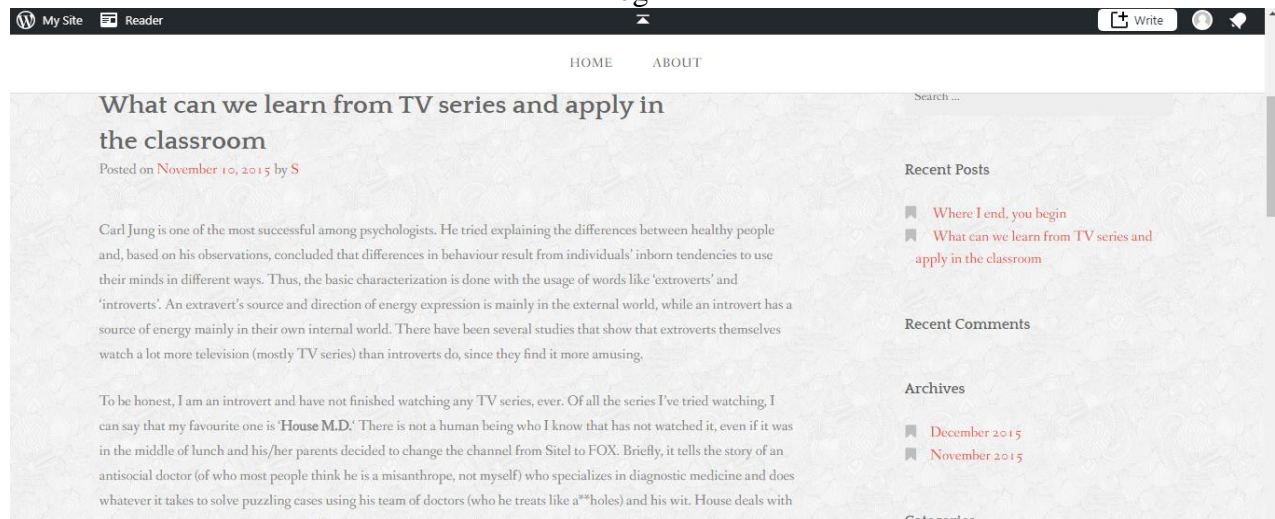 My Site
Reader
Write
HOME
ABOUT
What can we learn from TV series and apply in
the classroom
Posted on November 10, 2015 by S
Carl Jung is one of the most successful among psychologists. He tried explaining the differences between healthy people
and, based on his observations, concluded that differences in behaviour result from individuals' inborn tendencies to use
their minds in different ways. Thus, the basic characterization is done with the usage of words like 'extroverts' and
'introverts'. An extravert's source and direction of energy expression is mainly in the external world, while an introvert has a
source of energy mainly in their own internal world. There have been several studies that show that extroverts themselves
watch a lot more television (mostly TV series) than introverts do, since they find it more amusing.
To be honest, I am an introvert and have not finished watching any TV series, ever. Of all the series I've tried watching, I
can say that my favourite one is 'House M.D.' There is not a human being who I know that has not watched it, even if it was
in the middle of lunch and his/her parents decided to change the channel from Sitel to FOX. Briefly, it tells the story of an
antisocial doctor (of who most people think he is a misanthrope, not myself) who specializes in diagnostic medicine and does
whatever it takes to solve puzzling cases using his team of doctors (who he treats like a**holes) and his wit. House deals with
Search ...
Recent Posts
Where I end, you begin
What can we learn from TV series and
apply in the classroom
Recent Comments
Archives
December 2015
November 2015